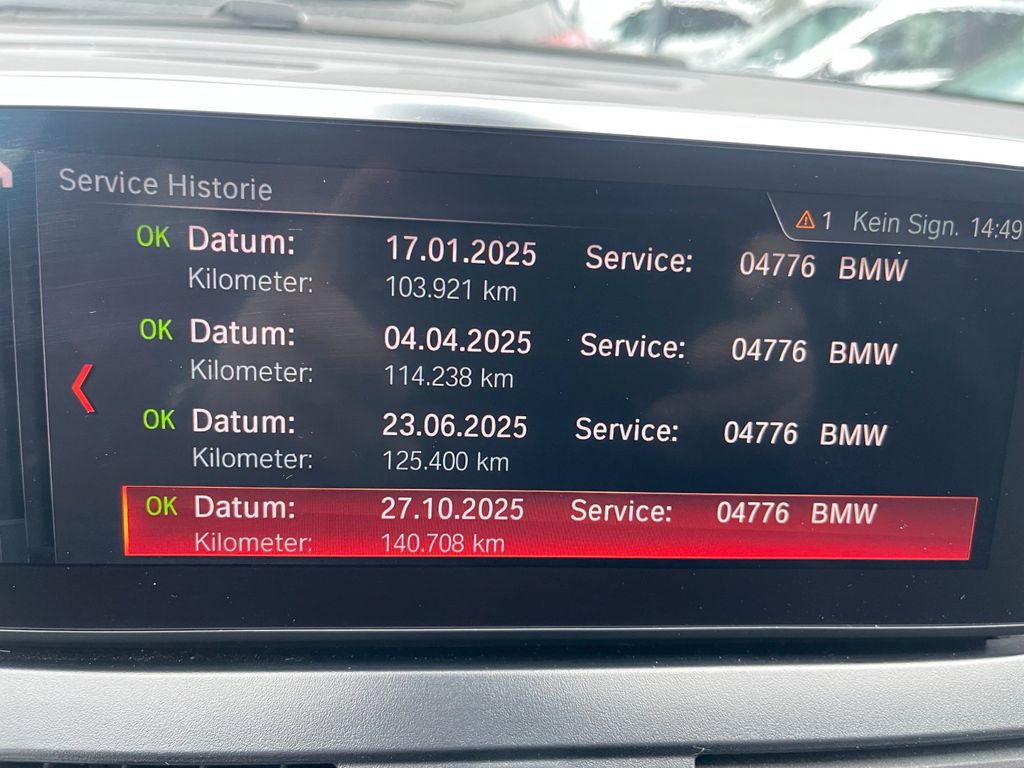 Service Historie
1 Kein Sign. 14:49
OK Datum: 17.01.2025 Service: 04776 BMW
Kilometer: 103.921 km
OK Datum: 04.04.2025 Service: 04776 BMW
Kilometer: 114.238 km
OK Datum: 23.06.2025 Service: 04776 BMW
Kilometer: 125.400 km
OK Datum: 27.10.2025 Service: 04776 BMW
Kilometer: 140.708 km